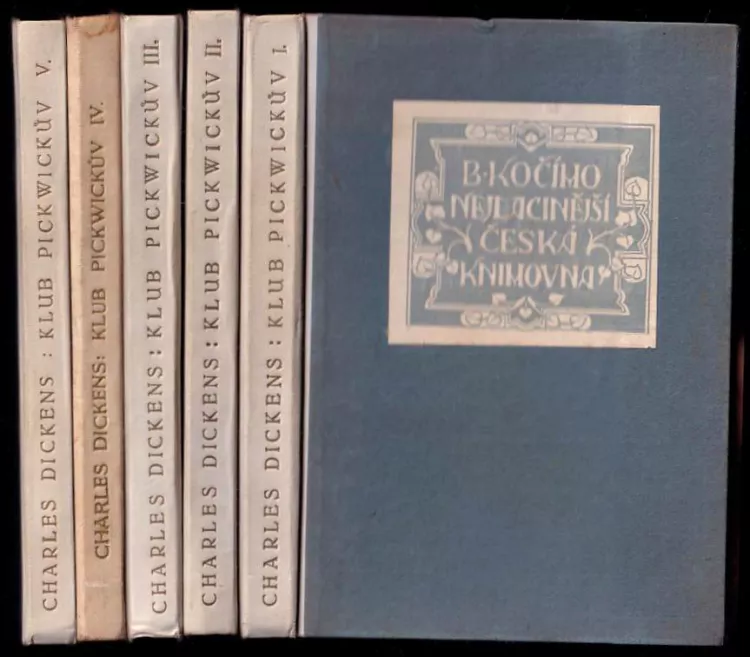 CHARLES DICKENS : KLUB PICKWICKŮV V.
CHARLES DICKENS: KLUB PICKWICKŮV IV.
CHARLES DICKENS : KLUB PICKWICKŮV III.
CHARLES DICKENS : KLUB PICKWICKŮV II.
CHARLES DICKENS : KLUB PICKWICKŮV I.
B·KOČÍHO
NEJLACINĚJŠÍ
ČESKÁ
KNIHOVNA